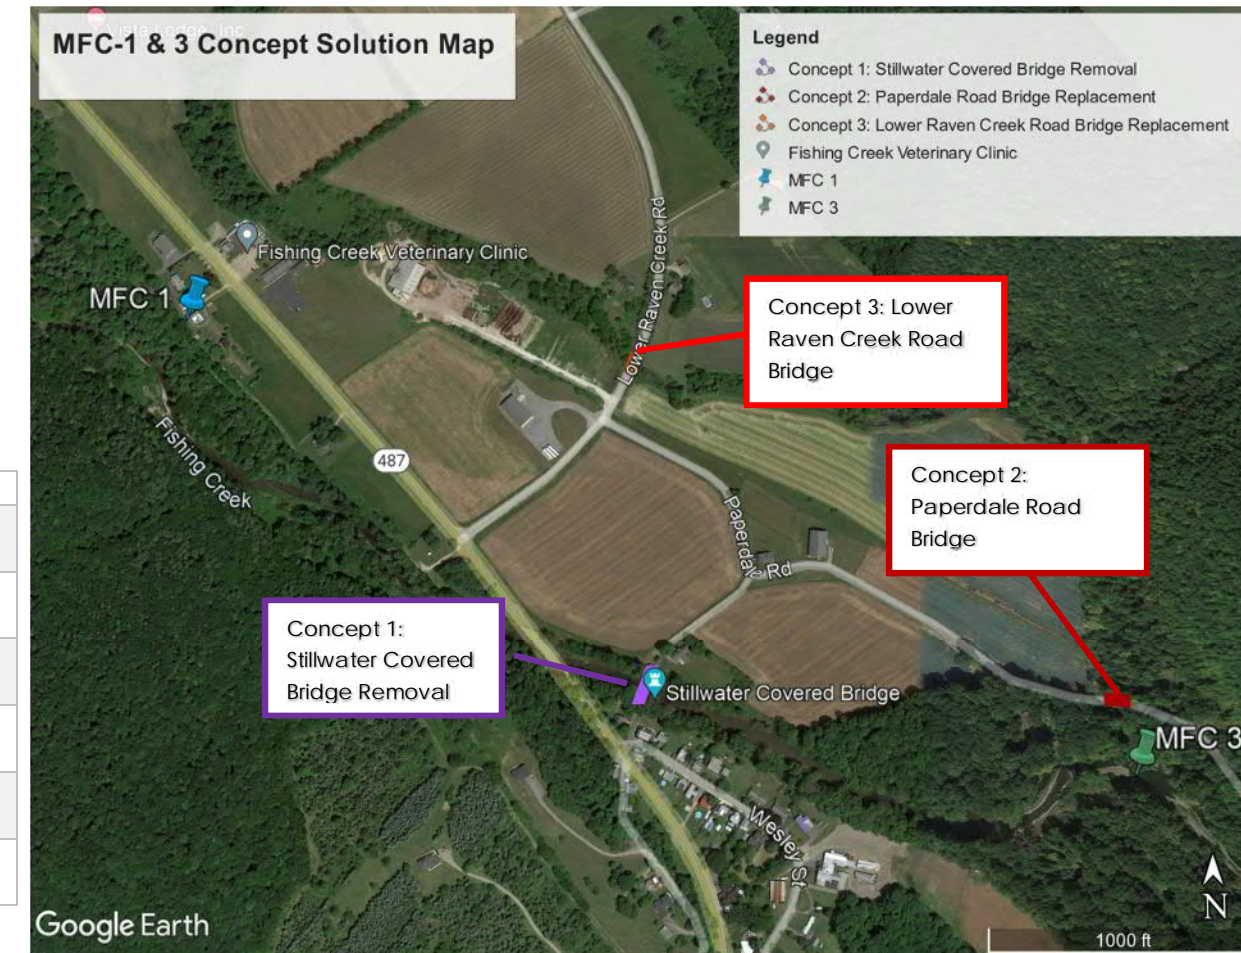 Vista Lodge, Inc
MFC-1 & 3 Concept Solution Map
Legend
Concept 1: Stillwater Covered Bridge Removal
Concept 2: Paperdale Road Bridge Replacement
Concept 3: Lower Raven Creek Road Bridge Replacement
Fishing Creek Veterinary Clinic
MFC 1
MFC 3
Fishing Creek Veterinary Clinic
MFC 1
Lower Raven Creek Rd
Concept 3: Lower
Raven Creek Road
Bridge
Fishing Creek
487
Concept 2:
Paperdale Road
Bridge
Paperdale Rd
Concept 1:
Stillwater Covered
Bridge Removal
Stillwater Covered Bridge
MFC 3
Wesley St
N
Google Earth
1000 ft